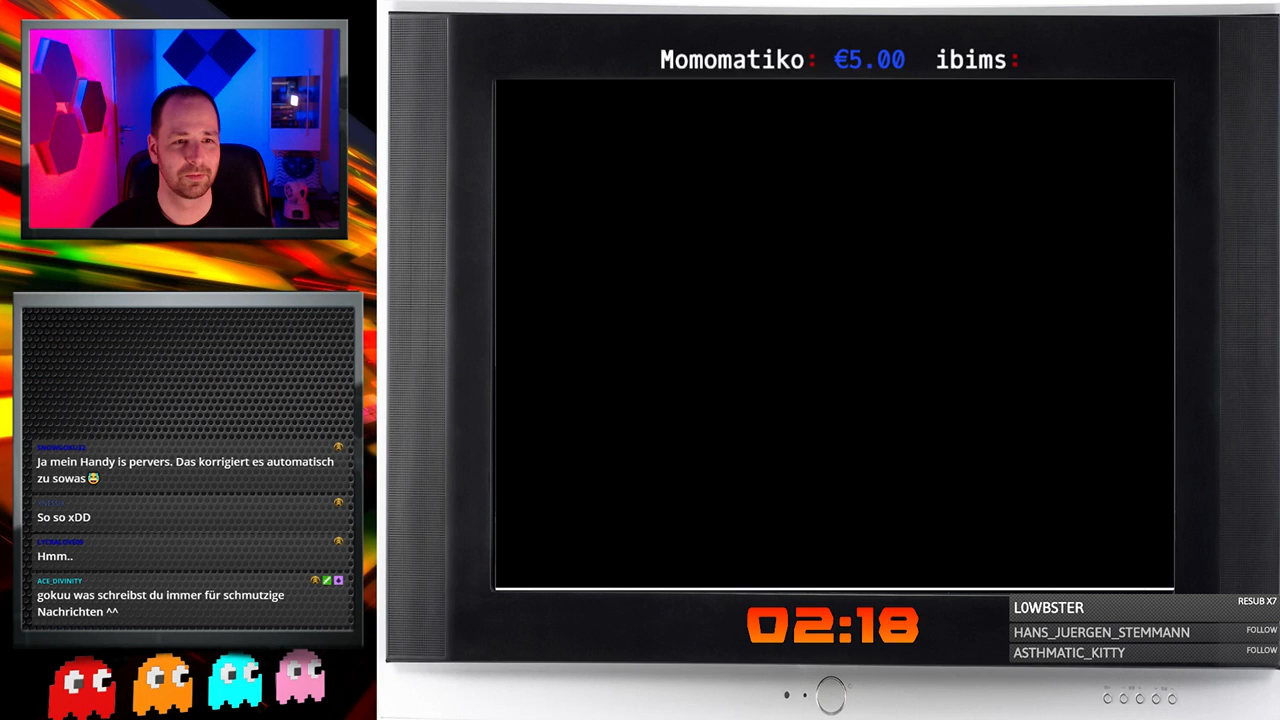 Momomatiko: €5.00 ibims:
Ja mein Handy is pervers. Das korrigiert es automatisch
zu sowas
So so xDD
Hmm..
ACE_DIVINITY
gokuu was schreibst du immer für schmutzige
Nachrichten ^^
02:18
LOWBSTER RESUB X7
HANS_JUERGEN_STEMMANN FOLLOW
ASTHMATIC_KITTY FOLLOW